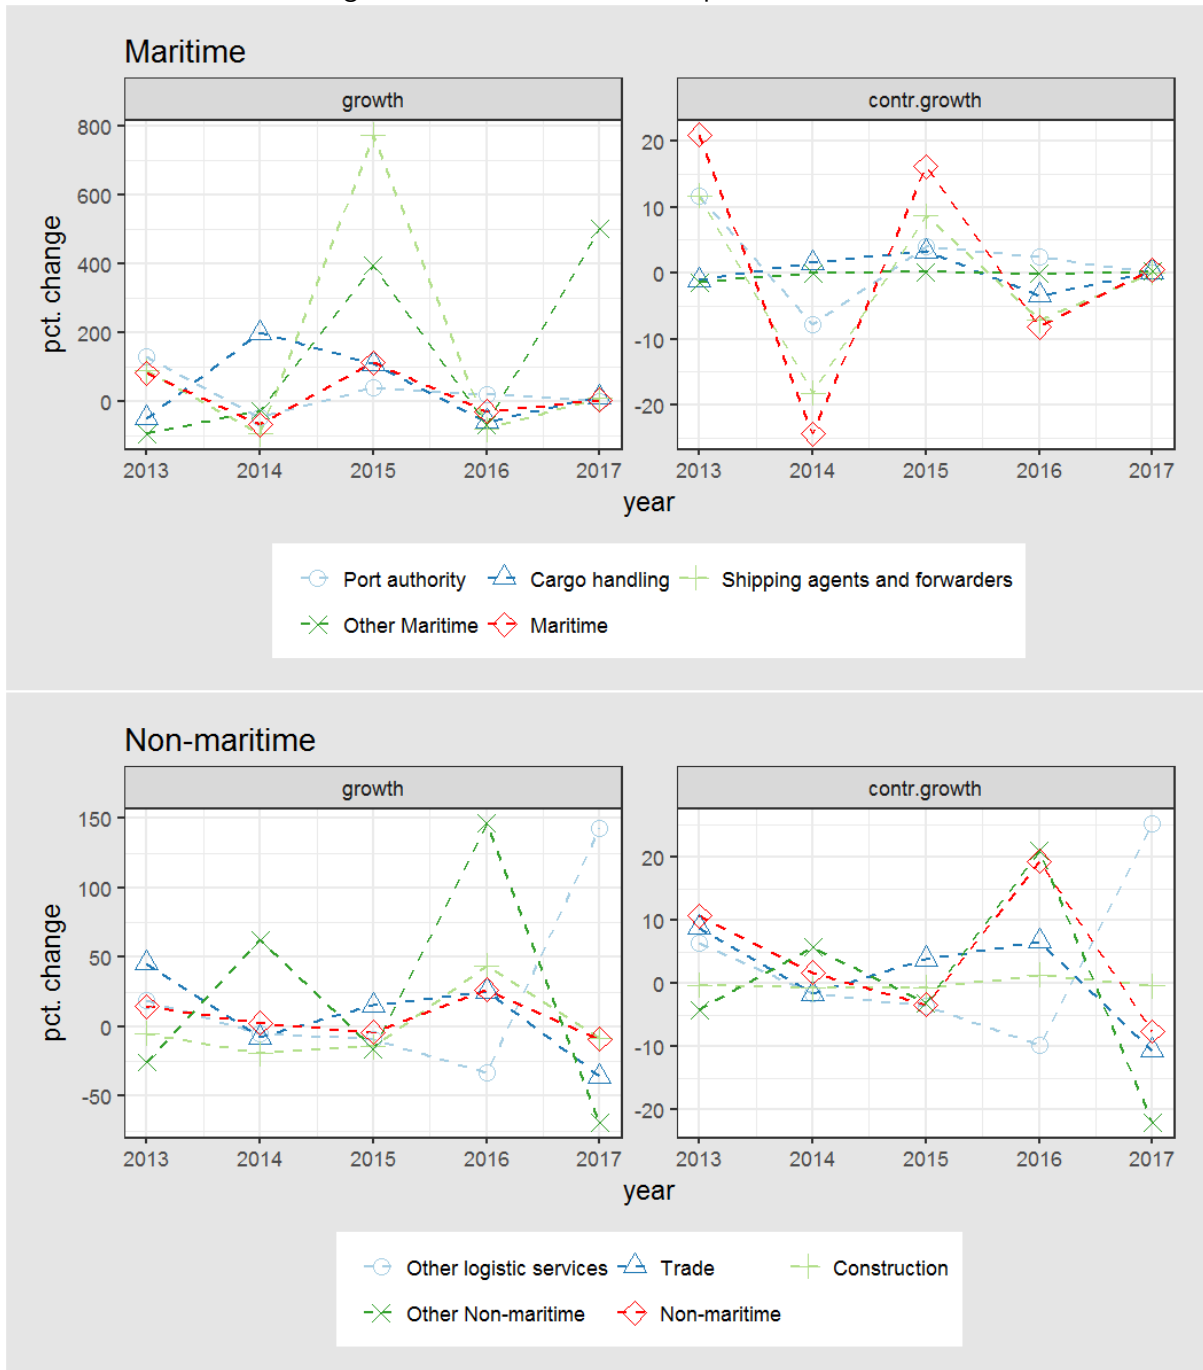 Maritime
growth
contr.growth
pct. change
800
600
400
200
0
20
10
0
-10
-20
2013 2014 2015 2016 2017
2013 2014 2015 2016 2017
year
Port authority Cargo handling Shipping agents and forwarders
Other Maritime Maritime
Non-maritime
growth
contr.growth
pct. change
150
100
50
0
-50
20
10
0
-10
-20
2013 2014 2015 2016 2017
2013 2014 2015 2016 2017
year
Other logistic services Trade Construction
Other Non-maritime Non-maritime